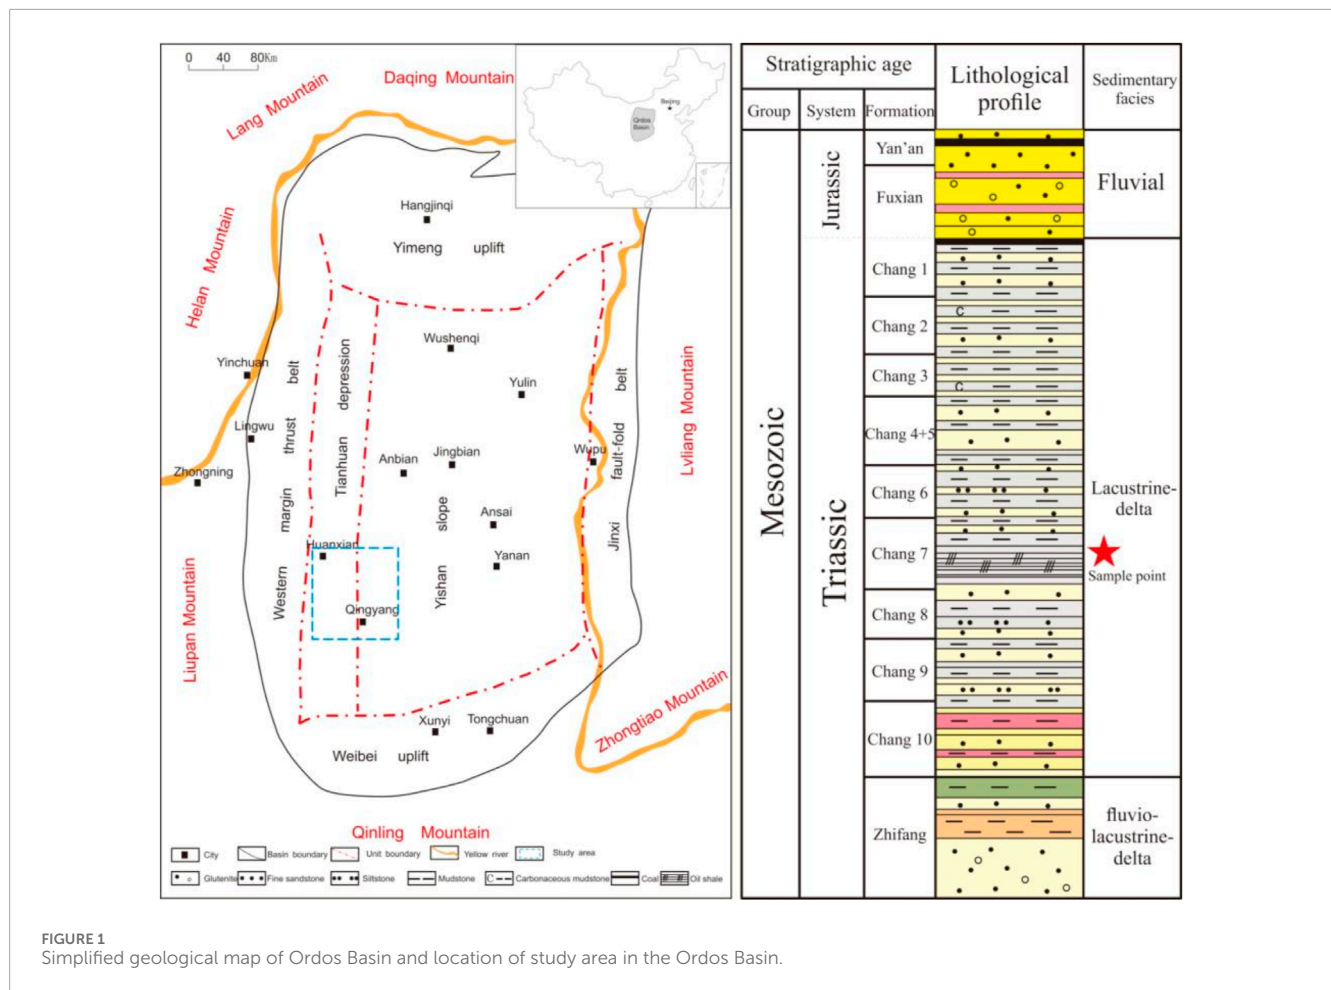 0 40 80Km
Daqing Mountain
Lang Mountain
Beijing
Ordos
Basin
Helan Mountain
Hangjinqi
Yimeng uplift
Wushenqi
Yinchuan
Yulin
Lingwu
Zhongning
Anbian
Jingbian
Wupu
Ansai
Yanan
Huanxian
Qingyang
Western margin thrust belt
Tianhuan depression
Yishan slope
Jinxi fault-fold belt
Lvliang Mountain
Liupan Mountain
Zhongtiao Mountain
Xunyi
Tongchuan
Weibei uplift
Qinling Mountain
City
Basin boundary
Unit boundary
Yellow river
Study area
Glutenite
Fine sandstone
Siltstone
Mudstone
C
Carbonaceous mudstone
Coal
Oil shale
Stratigraphic age
Lithological
profile
Sedimentary
facies
Group
System
Formation
Mesozoic
Jurassic
Triassic
Yan'an
Fuxian
Chang 1
Chang 2
Chang 3
Chang 4+5
Chang 6
Chang 7
Chang 8
Chang 9
Chang 10
Zhifang
C
C
Fluvial
Lacustrine-
delta
Sample point
fluvio-
lacustrine-
delta
FIGURE 1
Simplified geological map of Ordos Basin and location of study area in the Ordos Basin.